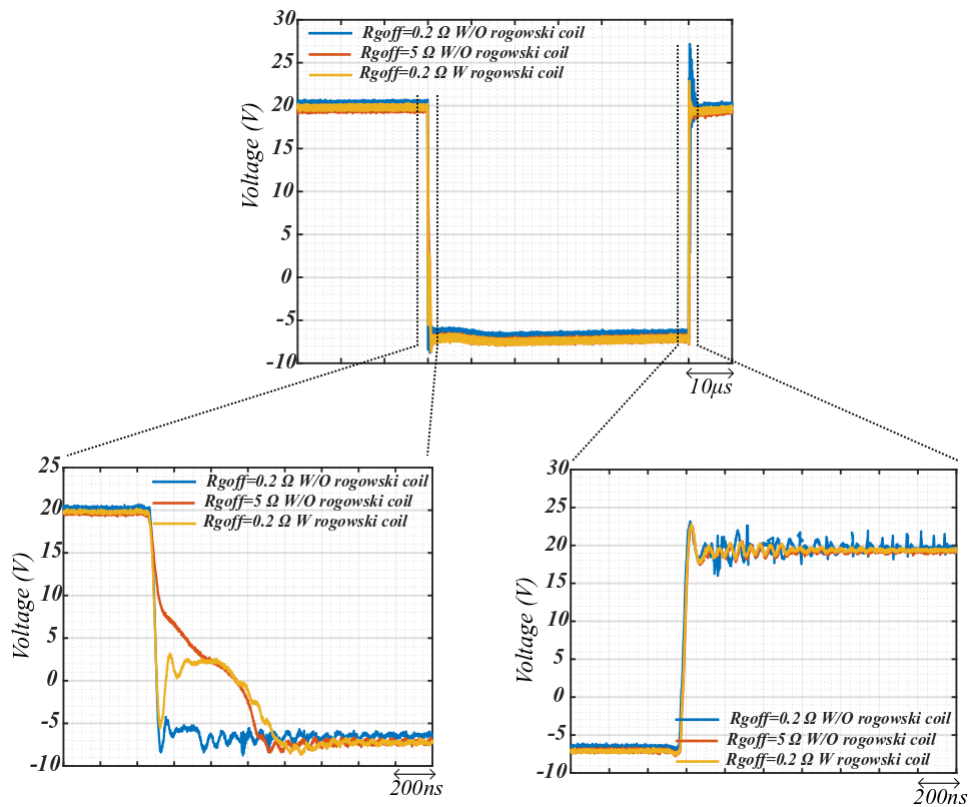 30
25
20
15
10
5
0
-5
-10
Voltage (V)
Rgoff=0.2 Ω W/O rogowski coil
Rgoff=5 Ω W/O rogowski coil
Rgoff=0.2 Ω W rogowski coil
10μs
25
20
15
10
5
0
-5
-10
Voltage (V)
Rgoff=0.2 Ω W/O rogowski coil
Rgoff=5 Ω W/O rogowski coil
Rgoff=0.2 Ω W rogowski coil
200ns
30
25
20
15
10
5
0
-5
-10
Voltage (V)
Rgoff=0.2 Ω W/O rogowski coil
Rgoff=5 Ω W/O rogowski coil
Rgoff=0.2 Ω W rogowski coil
200ns